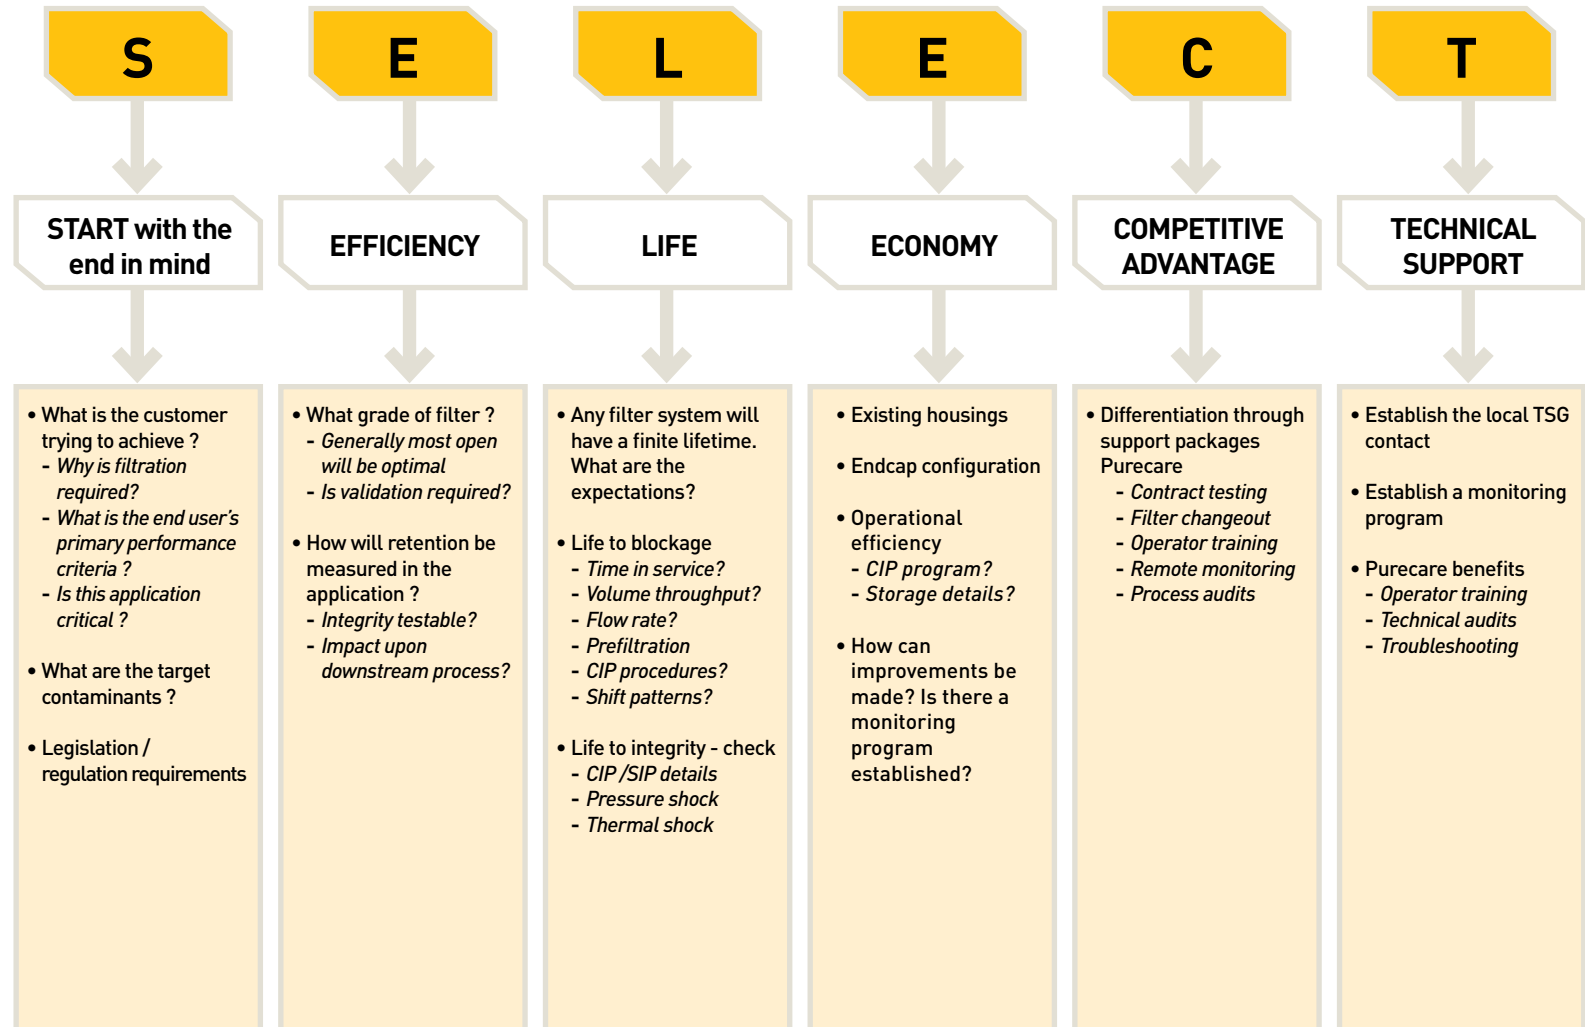 S
E
L
E
C
T
START with the
end in mind
EFFICIENCY
LIFE
ECONOMY
COMPETITIVE
ADVANTAGE
TECHNICAL
SUPPORT
• What is the customer
trying to achieve ?
- Why is filtration
required?
- What is the end user's
primary performance
criteria ?
- Is this application
critical ?
• What are the target
contaminants ?
• Legislation /
regulation requirements
• What grade of filter ?
- Generally most open
will be optimal
- Is validation required?
• How will retention be
measured in the
application ?
- Integrity testable?
- Impact upon
downstream process?
• Any filter system will
have a finite lifetime.
What are the
expectations?
• Life to blockage
- Time in service?
- Volume throughput?
- Flow rate?
- Prefiltration
- CIP procedures?
- Shift patterns?
• Life to integrity - check
- CIP /SIP details
- Pressure shock
- Thermal shock
• Existing housings
• Endcap configuration
• Operational
efficiency
- CIP program?
- Storage details?
• How can
improvements be
made? Is there a
monitoring
program
established?
• Differentiation through
support packages
Purecare
- Contract testing
- Filter changeout
- Operator training
- Remote monitoring
- Process audits
• Establish the local TSG
contact
• Establish a monitoring
program
• Purecare benefits
- Operator training
- Technical audits
- Troubleshooting